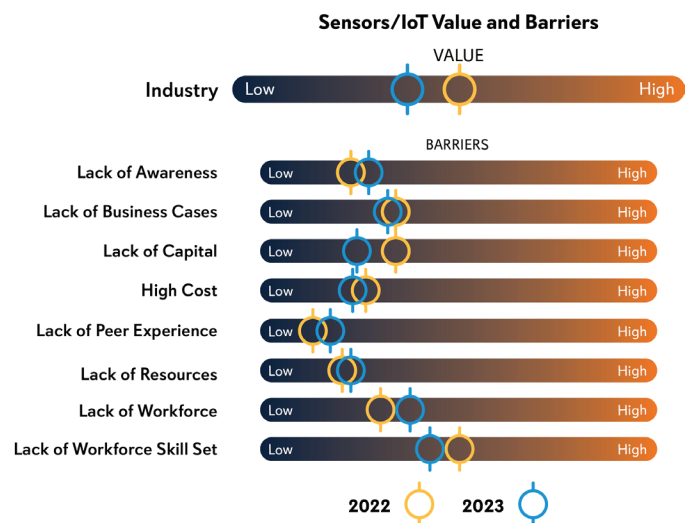 Sensors/IoT Value and Barriers
VALUE
Industry Low High
BARRIERS
Lack of Awareness Low High
Lack of Business Cases Low High
Lack of Capital Low High
High Cost Low High
Lack of Peer Experience Low High
Lack of Resources Low High
Lack of Workforce Low High
Lack of Workforce Skill Set Low High
2022 2023